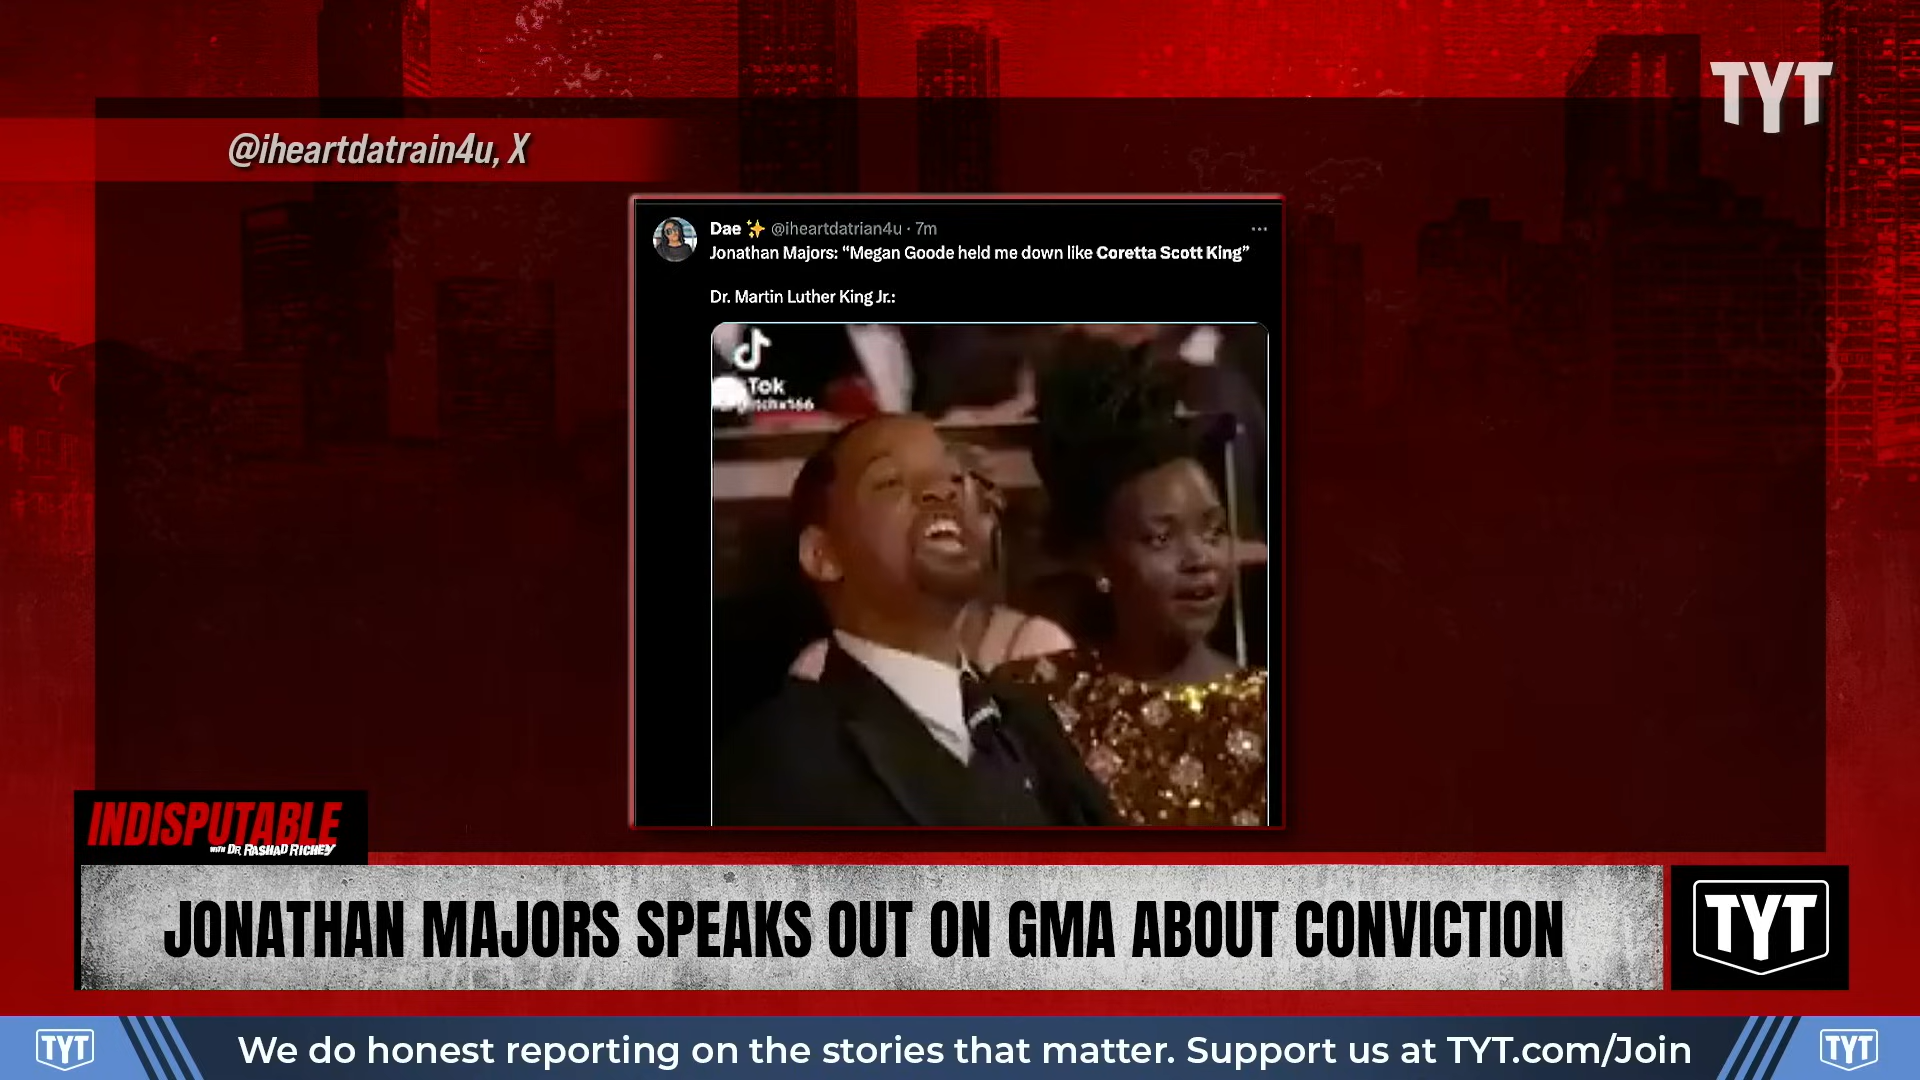 TYT
@iheartdatrain4u, X
Dae ✨ @iheartdatrian4u · 7m
Jonathan Majors: “Megan Goode held me down like Coretta Scott King”
Dr. Martin Luther King Jr.:
Tok
INDISPUTABLE
WITH DR RASHAD RICHEY
JONATHAN MAJORS SPEAKS OUT ON GMA ABOUT CONVICTION
TYT
TYT
We do honest reporting on the stories that matter. Support us at TYT.com/Join
TYT